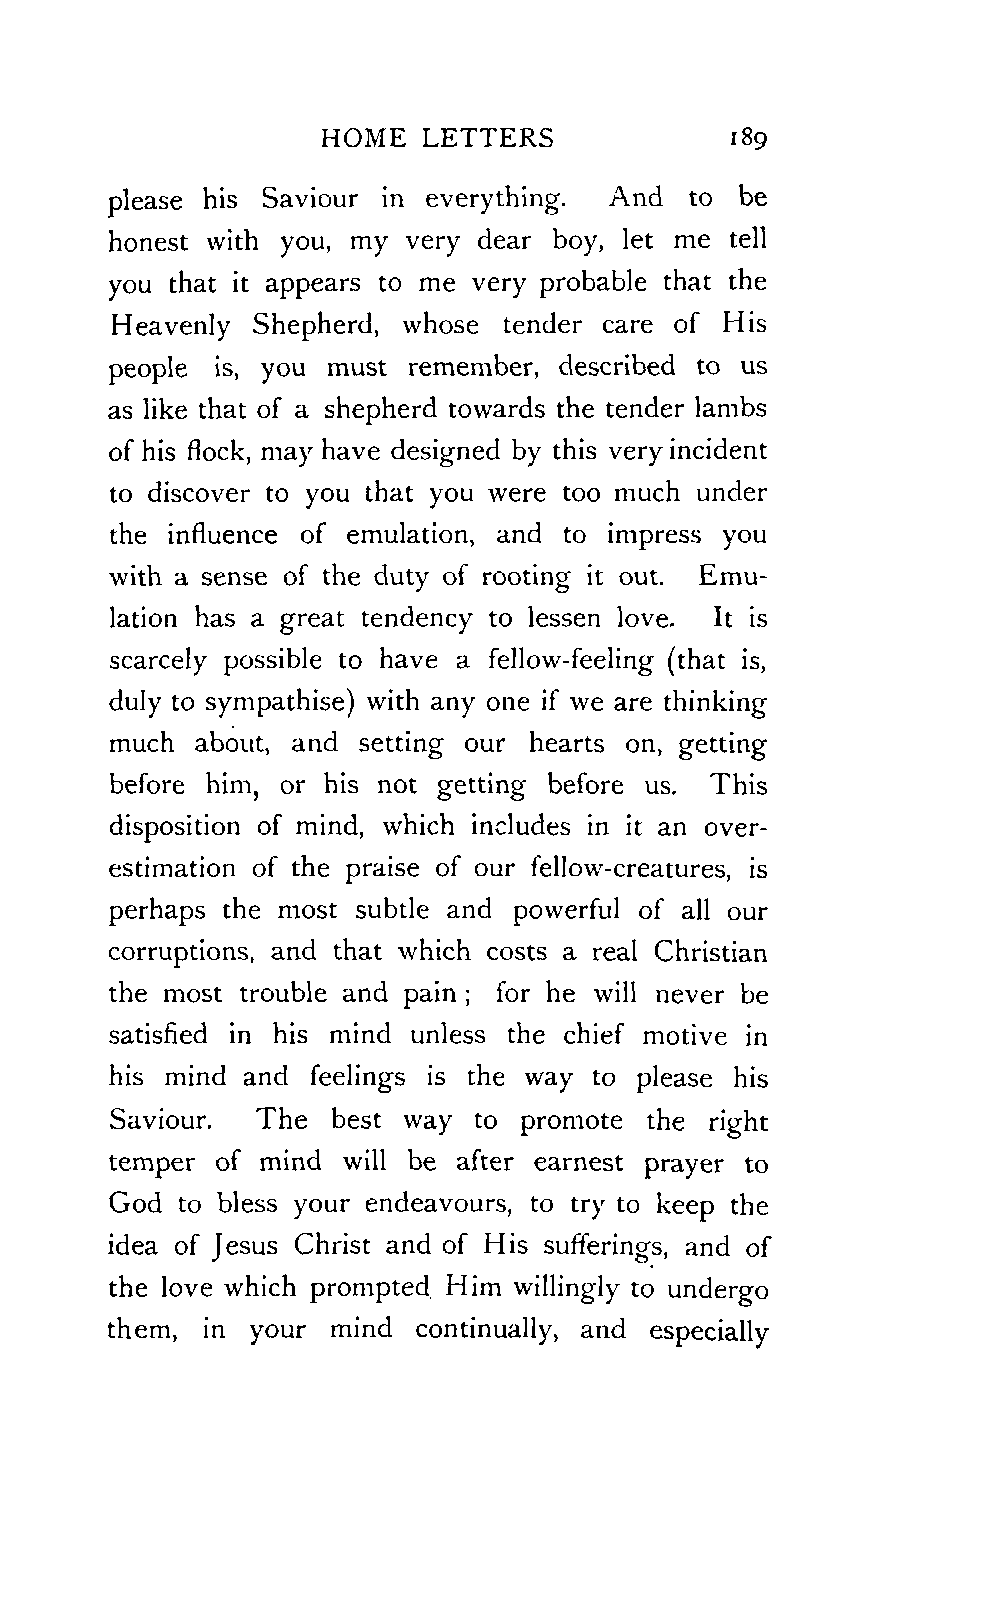 HOME LETTERS 189
please his Saviour in everything. And to be
honest with you, my very dear boy, let me tell
you that it appears to me very probable that the
Heavenly Shepherd, whose tender care of His
people is, you must remember, described to us
as like that of a shepherd towards the tender lambs
of his flock, may have designed by this very incident
to discover to you that you were too much under
the influence of emulation, and to impress you
with a sense of the duty of rooting it out. Emu-
lation has a great tendency to lessen love. It is
scarcely possible to have a fellow-feeling (that is,
duly to sympathise) with any one if we are thinking
much about, and setting our hearts on, getting
before him, or his not getting before us. This
disposition of mind, which includes in it an over-
estimation of the praise of our fellow-creatures, is
perhaps the most subtle and powerful of all our
corruptions, and that which costs a real Christian
the most trouble and pain; for he will never be
satisfied in his mind unless the chief motive in
his mind and feelings is the way to please his
Saviour. The best way to promote the right
temper of mind will be after earnest prayer to
God to bless your endeavours, to try to keep the
idea of Jesus Christ and of His sufferings, and of
the love which prompted Him willingly to undergo
them, in your mind continually, and especially